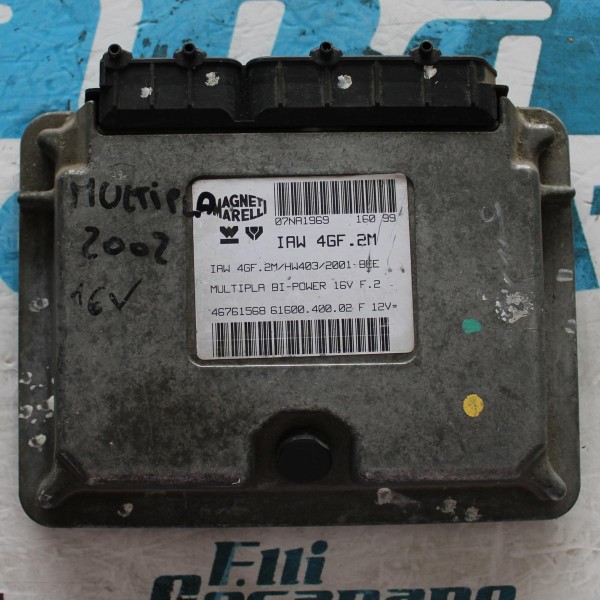 MULTIPLA
2002
16V
MAGNETI
MARELLI
07NA1969 160 99
IAW 4GF.2M
IAW 4GF.2M/HW403/2001-BEE
MULTIPLA BI-POWER 16V F.2 -
46761568 61600.400.02 F 12V=
F.lli